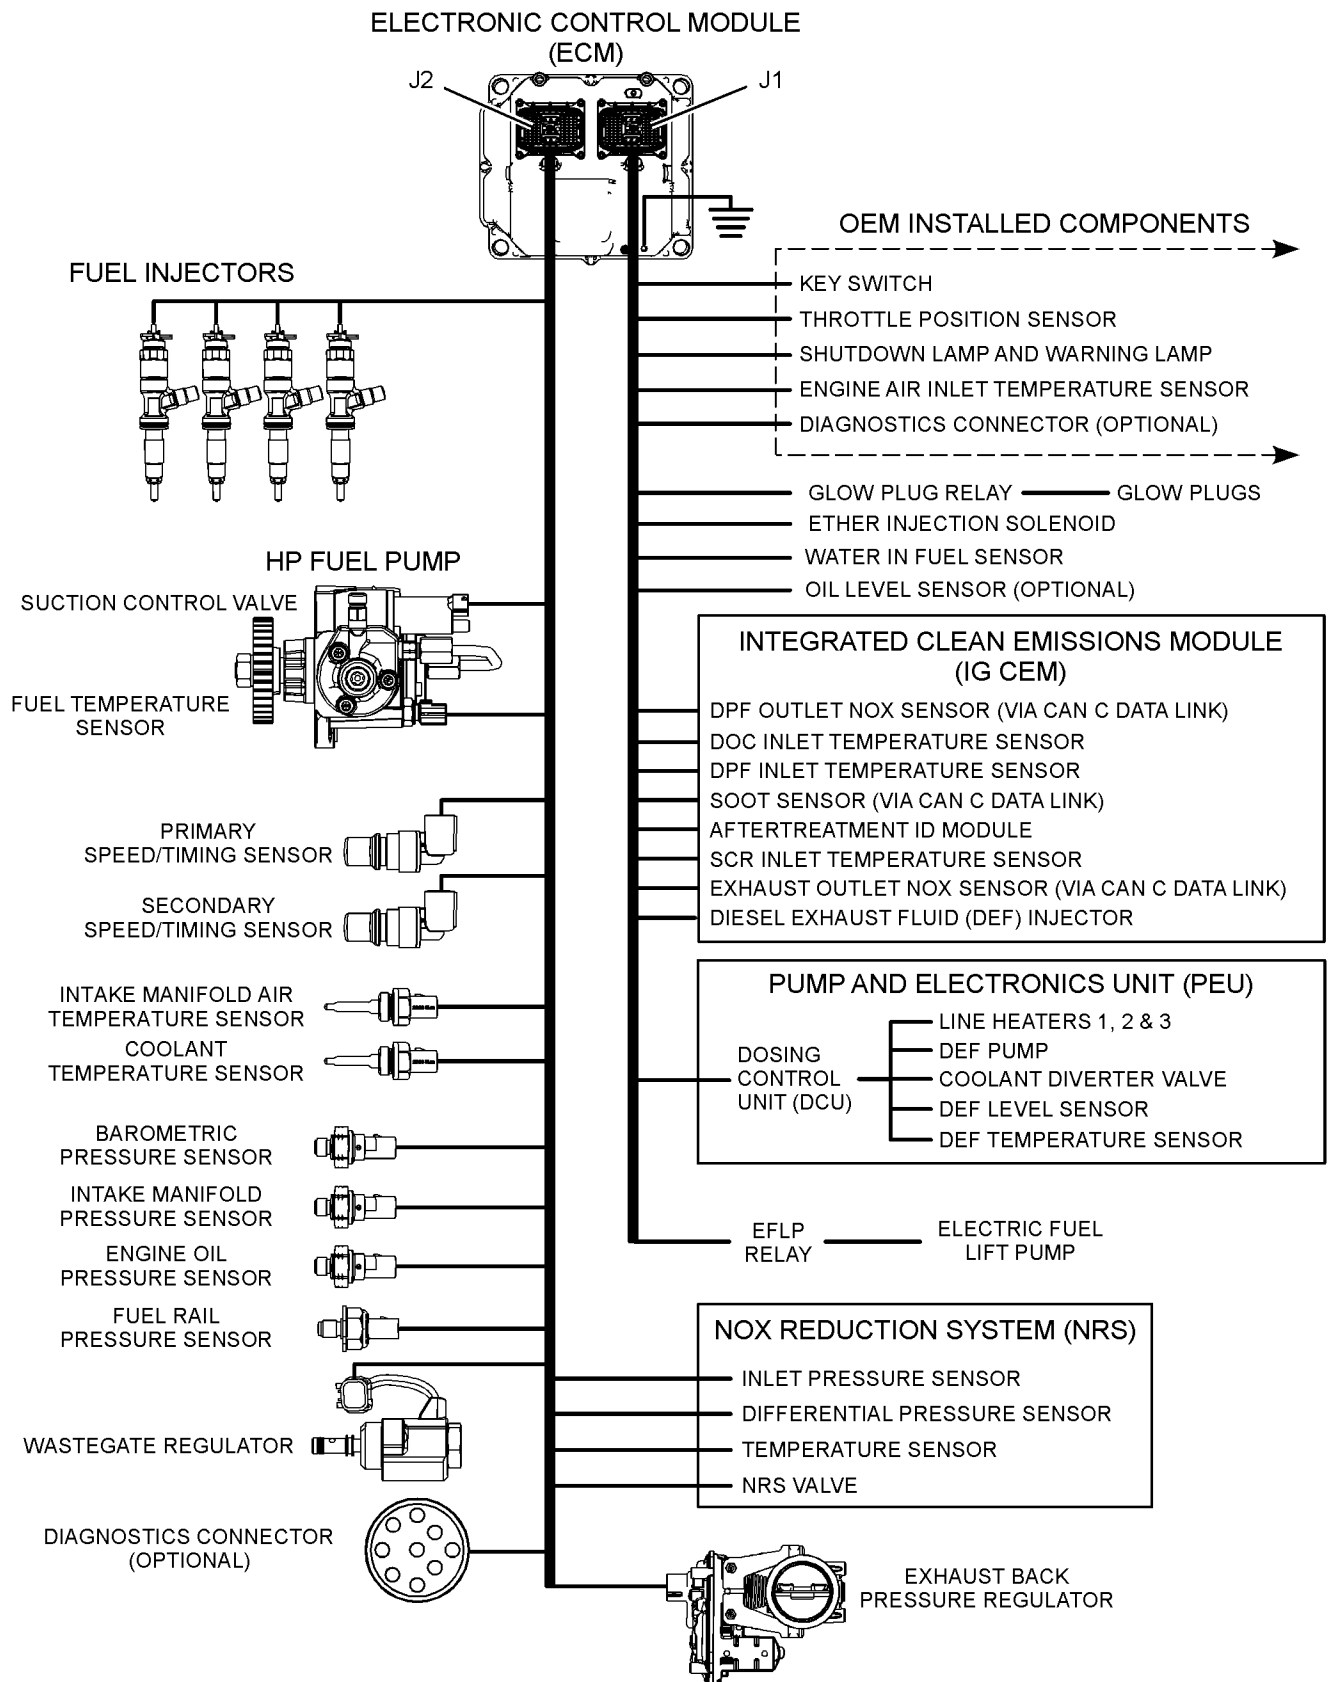 ELECTRONIC CONTROL MODULE
(ECM)
J2
J1
OEM INSTALLED COMPONENTS
KEY SWITCH
THROTTLE POSITION SENSOR
SHUTDOWN LAMP AND WARNING LAMP
ENGINE AIR INLET TEMPERATURE SENSOR
DIAGNOSTICS CONNECTOR (OPTIONAL)
GLOW PLUG RELAY
GLOW PLUGS
ETHER INJECTION SOLENOID
WATER IN FUEL SENSOR
OIL LEVEL SENSOR (OPTIONAL)
FUEL INJECTORS
HP FUEL PUMP
SUCTION CONTROL VALVE
FUEL TEMPERATURE
SENSOR
PRIMARY
SPEED/TIMING SENSOR
SECONDARY
SPEED/TIMING SENSOR
INTAKE MANIFOLD AIR
TEMPERATURE SENSOR
COOLANT
TEMPERATURE SENSOR
BAROMETRIC
PRESSURE SENSOR
INTAKE MANIFOLD
PRESSURE SENSOR
ENGINE OIL
PRESSURE SENSOR
FUEL RAIL
PRESSURE SENSOR
WASTEGATE REGULATOR
DIAGNOSTICS CONNECTOR
(OPTIONAL)
INTEGRATED CLEAN EMISSIONS MODULE
(IG CEM)
DPF OUTLET NOX SENSOR (VIA CAN C DATA LINK)
DOC INLET TEMPERATURE SENSOR
DPF INLET TEMPERATURE SENSOR
SOOT SENSOR (VIA CAN C DATA LINK)
AFTERTREATMENT ID MODULE
SCR INLET TEMPERATURE SENSOR
EXHAUST OUTLET NOX SENSOR (VIA CAN C DATA LINK)
DIESEL EXHAUST FLUID (DEF) INJECTOR
PUMP AND ELECTRONICS UNIT (PEU)
DOSING
CONTROL
UNIT (DCU)
LINE HEATERS 1, 2 & 3
DEF PUMP
COOLANT DIVERTER VALVE
DEF LEVEL SENSOR
DEF TEMPERATURE SENSOR
EFLP
RELAY
ELECTRIC FUEL
LIFT PUMP
NOX REDUCTION SYSTEM (NRS)
INLET PRESSURE SENSOR
DIFFERENTIAL PRESSURE SENSOR
TEMPERATURE SENSOR
NRS VALVE
EXHAUST BACK
PRESSURE REGULATOR